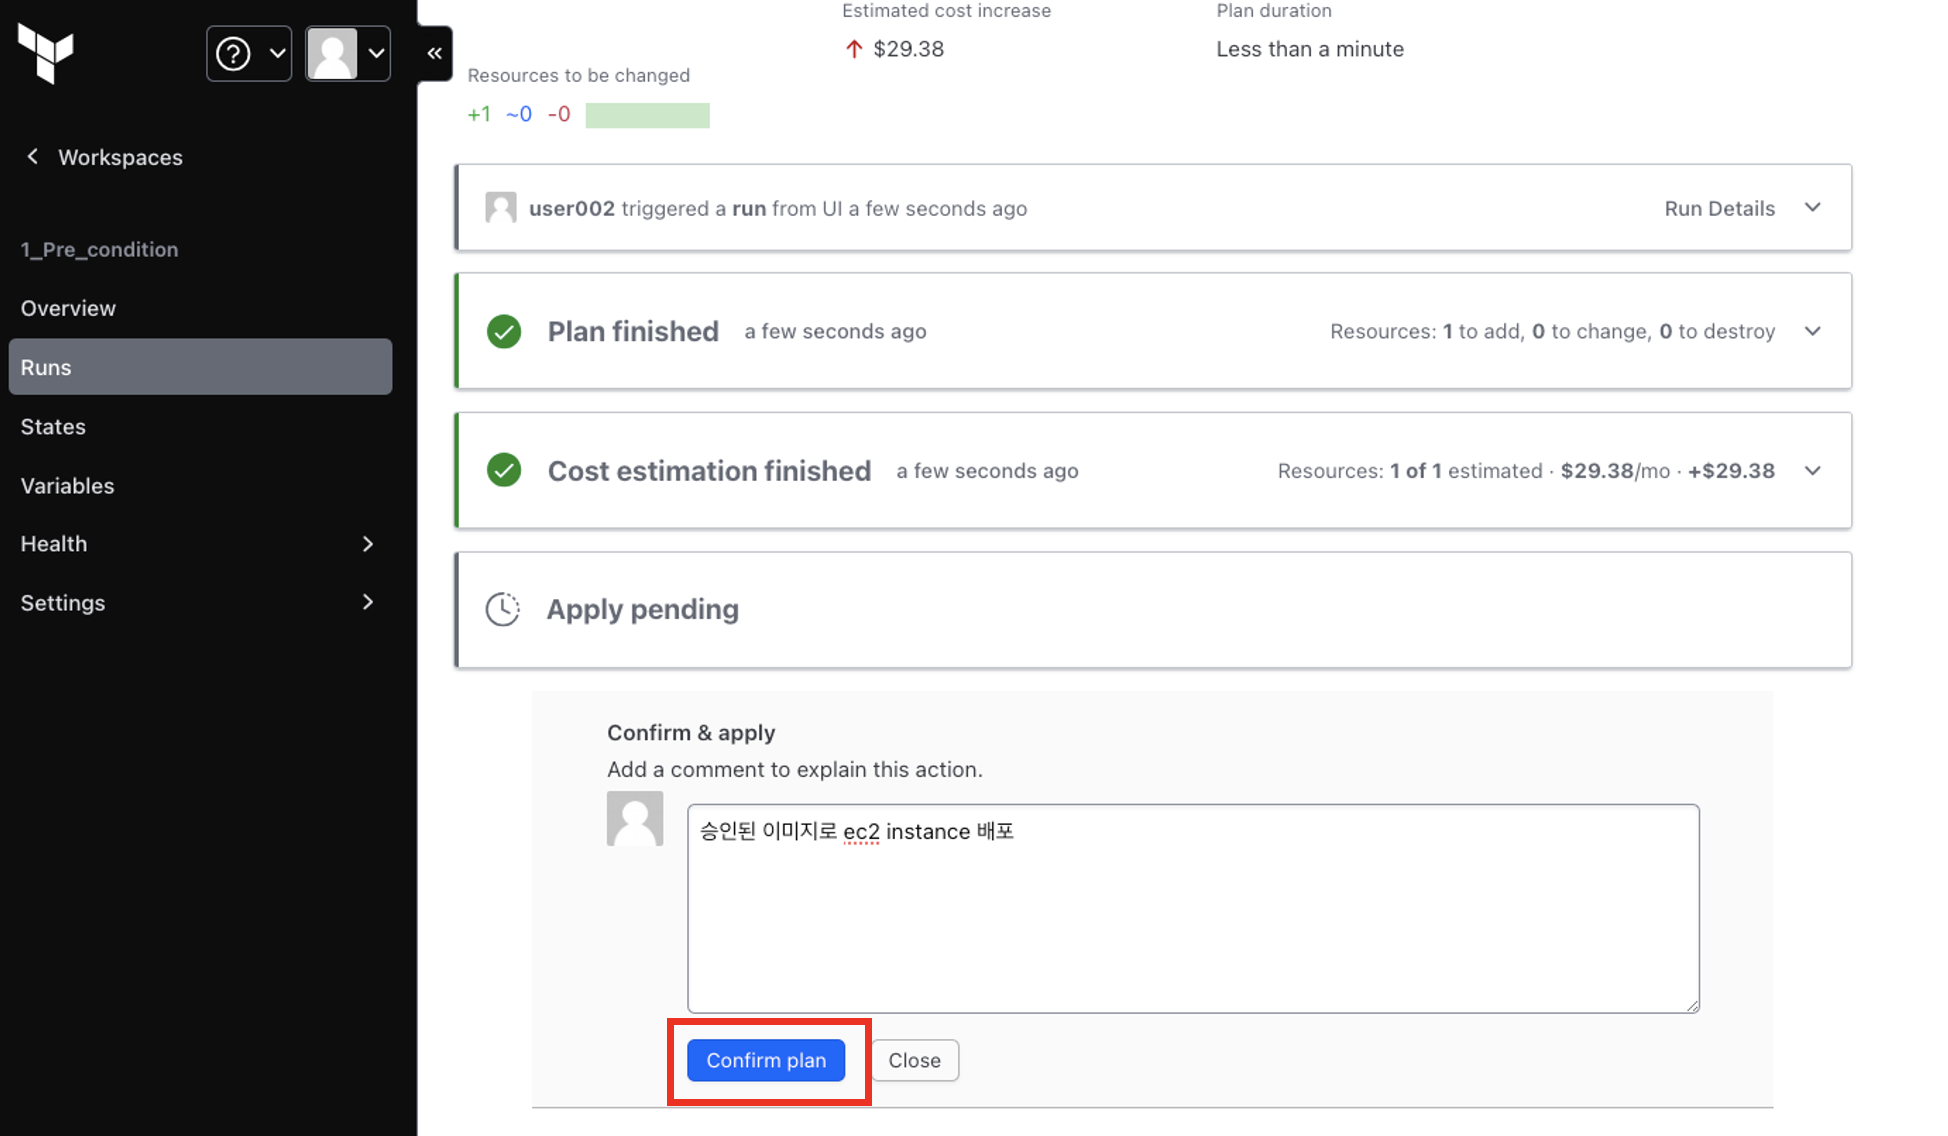 Workspaces
1_Pre_condition
Overview
Runs
States
Variables
Health
Settings
Estimated cost increase
$29.38
Plan duration
Less than a minute
Resources to be changed
+1 ~0 -0
user002 triggered a run from UI a few seconds ago
Run Details
Plan finished a few seconds ago
Resources: 1 to add, 0 to change, 0 to destroy
Cost estimation finished a few seconds ago
Resources: 1 of 1 estimated · $29.38/mo · +$29.38
Apply pending
Confirm & apply
Add a comment to explain this action.
승인된 이미지로 ec2 instance 배포
Confirm plan
Close